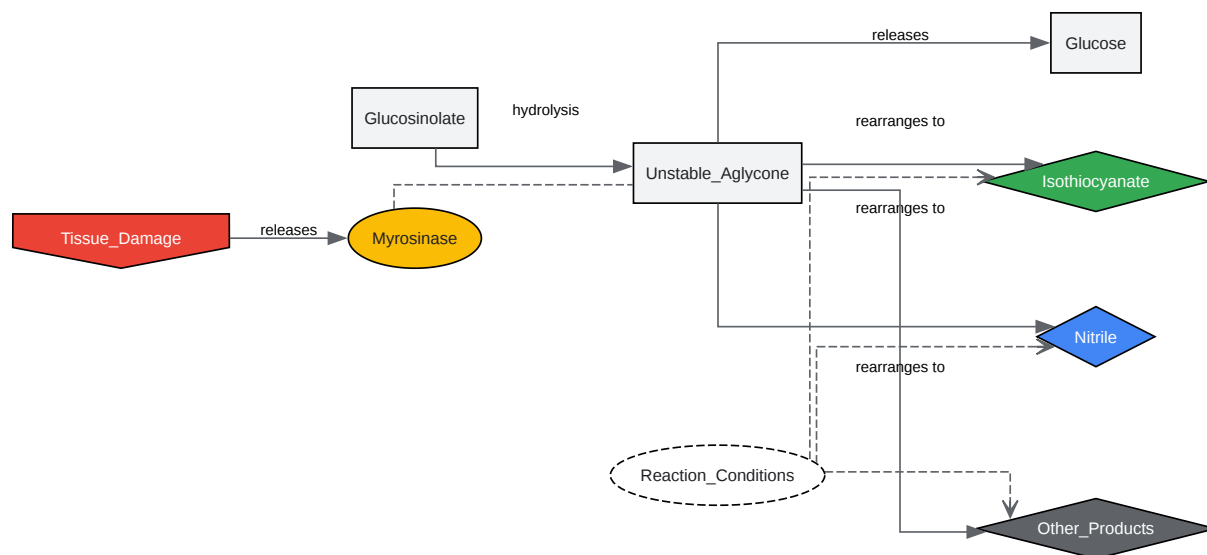 releases
Glucose
Glucosinolate
hydrolysis
rearranges to
Unstable_Aglycone
Isothiocyanate
rearranges to
Tissue_Damage
releases
Myrosinase
Nitrile
rearranges to
Reaction_Conditions
Other_Products